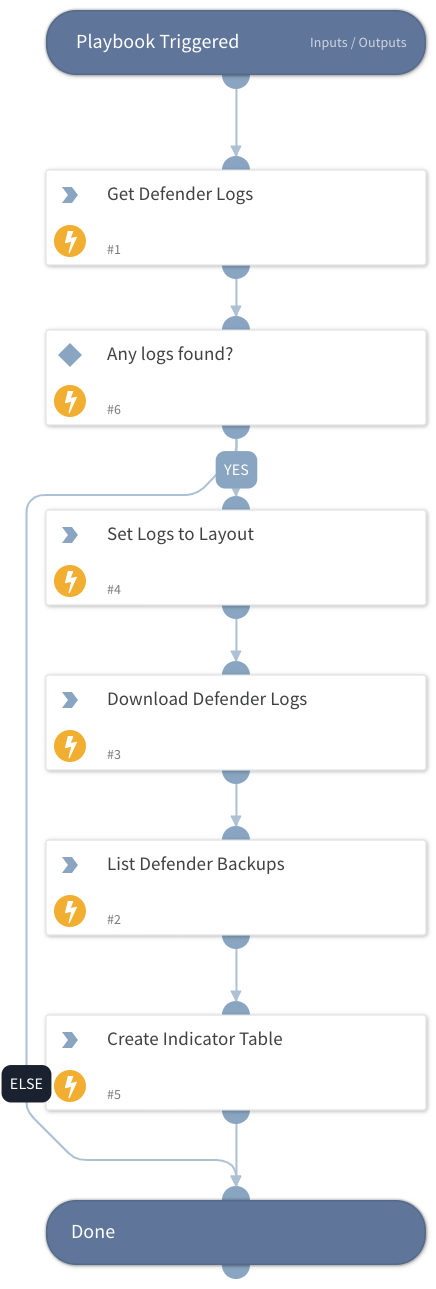 Playbook Triggered Inputs / Outputs
Get Defender Logs
#1
Any logs found?
#6
YES
Set Logs to Layout
#4
Download Defender Logs
#3
List Defender Backups
#2
Create Indicator Table
ELSE
#5
Done